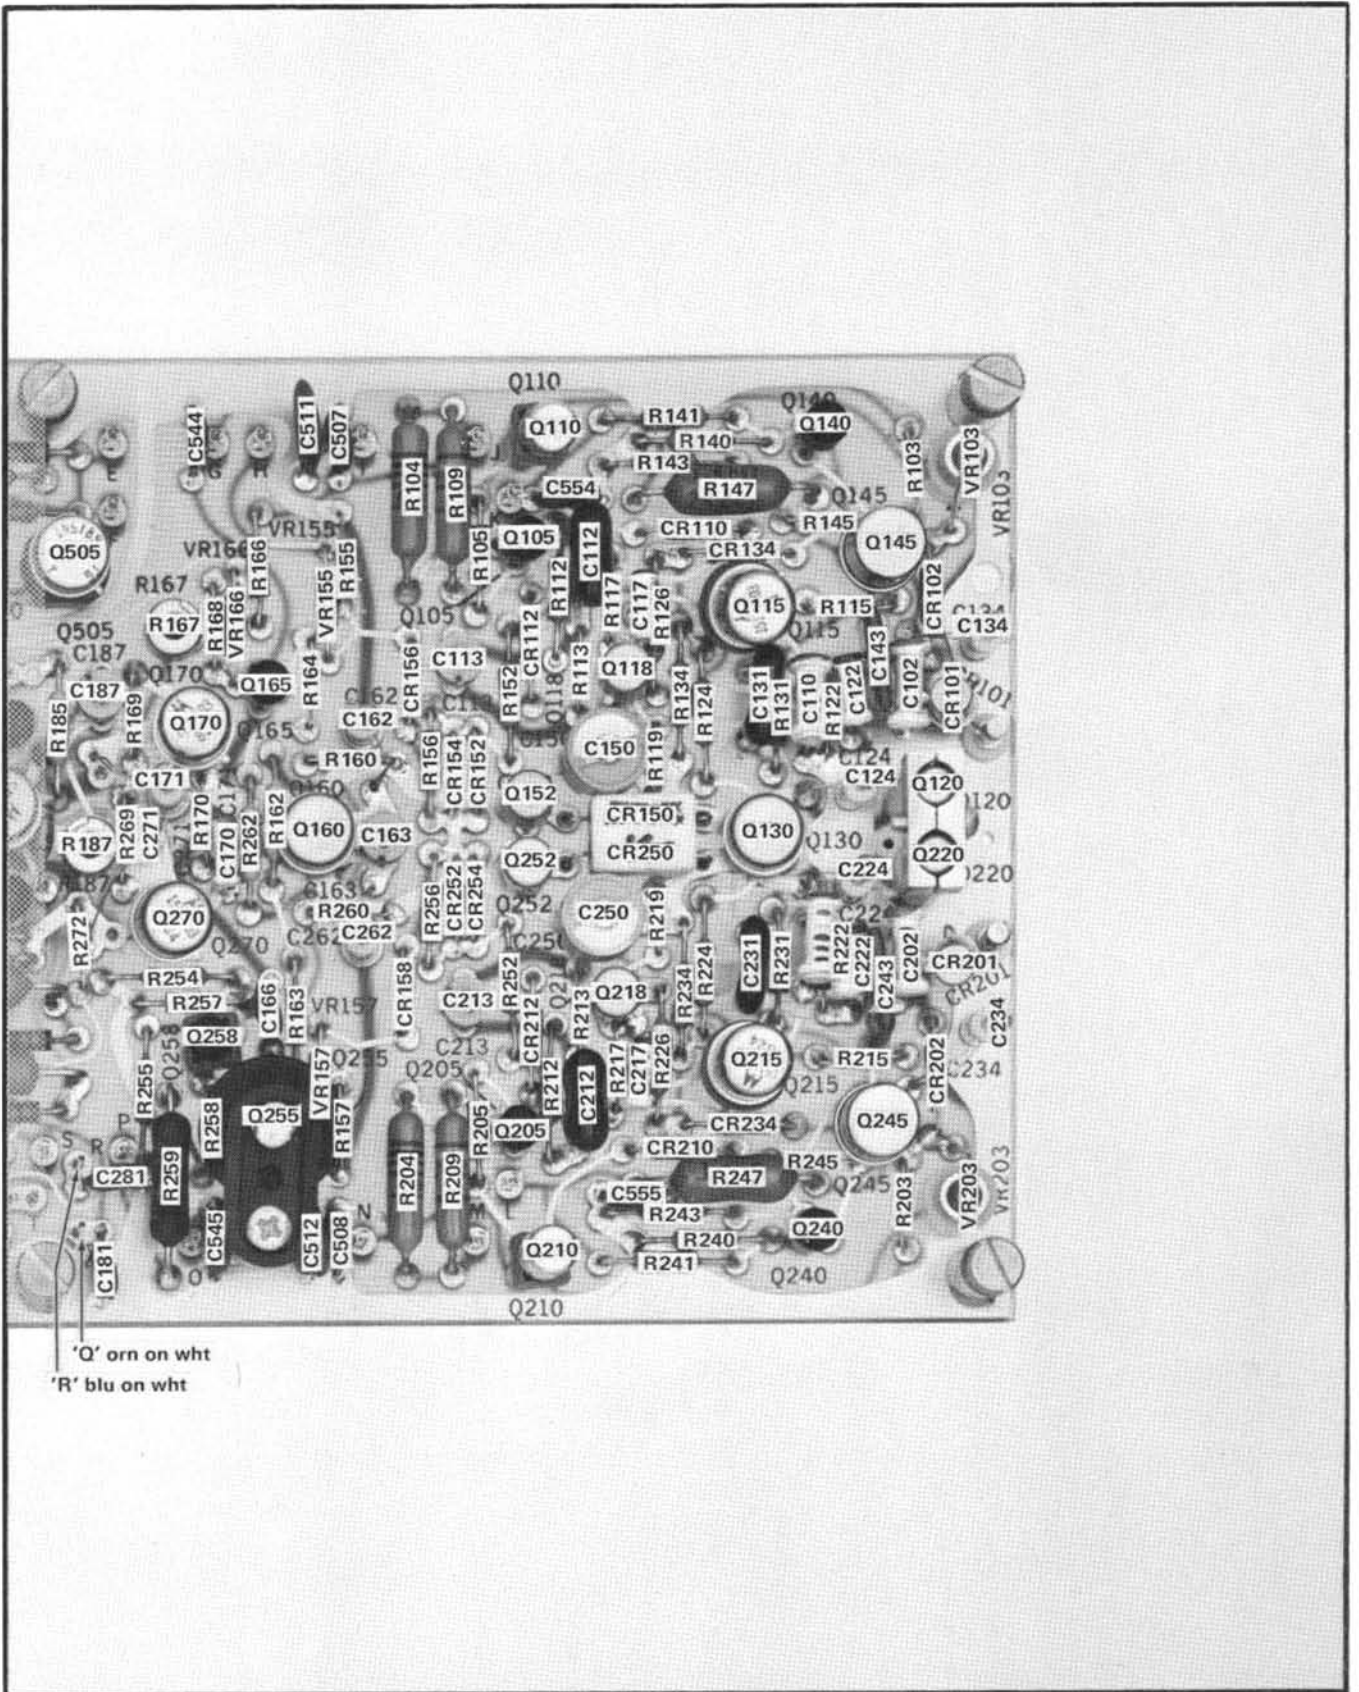 Q110
Q110
R141
Q140
Q140
C544
C511
C507
R140
R103
VR103
R143
R104
R109
J
E
G
H
C554
R147
VR103
Q145
Q505
VR155
R105
Q105
C112
CR110
R145
Q145
VR166
R166
R155
CR134
R167
R112
CR102
R167
R168
VR166
VR155
Q105
R117
C117
R126
Q115
R115
C134
C134
Q505
C187
CR156
C113
CR112
R113
Q118
Q115
C143
C187
Q170
Q165
R164
R152
Q118
R134
R124
C131
R131
C110
R122
C122
C102
CR101
R185
R169
Q170
Q165
C162
C162
C150
R119
R160
R156
CR154
CR152
C124
C124
C171
Q152
Q120
Q120
R187
R269
C271
R170
C170
R262
R162
Q160
C163
CR150
Q130
Q130
Q252
CR250
Q220
Q220
C163
R256
CR252
CR254
Q252
C224
Q270
Q270
R260
C262
C262
C250
R219
R272
R224
C231
R231
R222
C222
C243
C202
CR201
CR201
R254
CR158
R252
R257
C166
R163
VR157
C213
CR212
R213
Q218
R234
C234
Q258
Q258
C213
R212
R217
C217
R226
Q215
Q215
R215
CR202
C234
R255
VR157
Q255
Q255
Q205
C212
R258
R157
R205
Q205
CR234
Q245
S
R
P
CR210
R245
C281
R259
R204
R209
R247
Q245
R203
VR203
VR203
C555
L
M
N
R243
Q240
C181
C545
C512
C508
Q210
R240
R241
Q240
O
Q210
'Q' orn on wht
'R' blu on wht